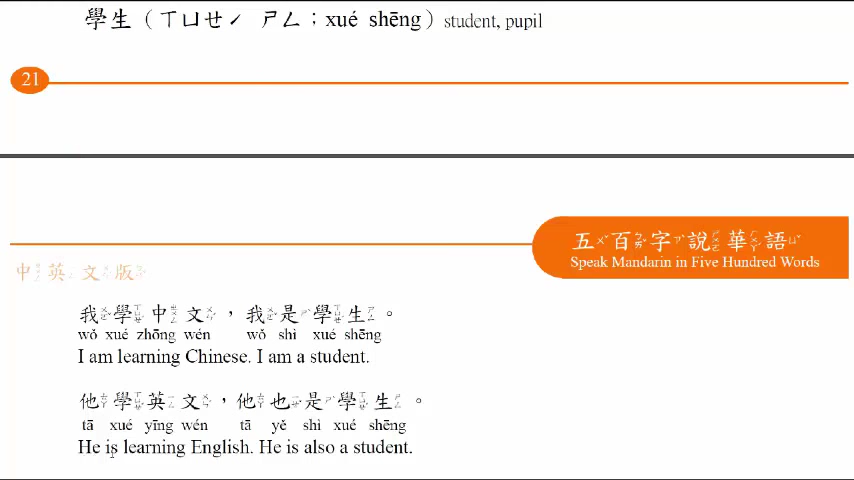 學生（ㄒㄩㄝˊ ㄕㄥ；xué shēng）student, pupil
21
五百字說華語
Speak Mandarin in Five Hundred Words
中英文版
我學中文，我是學生。
wǒ xué zhōng wén wǒ shì xué shēng
I am learning Chinese. I am a student.
他學英文，他也是學生。
tā xué yīng wén tā yě shì xué shēng
He is learning English. He is also a student.